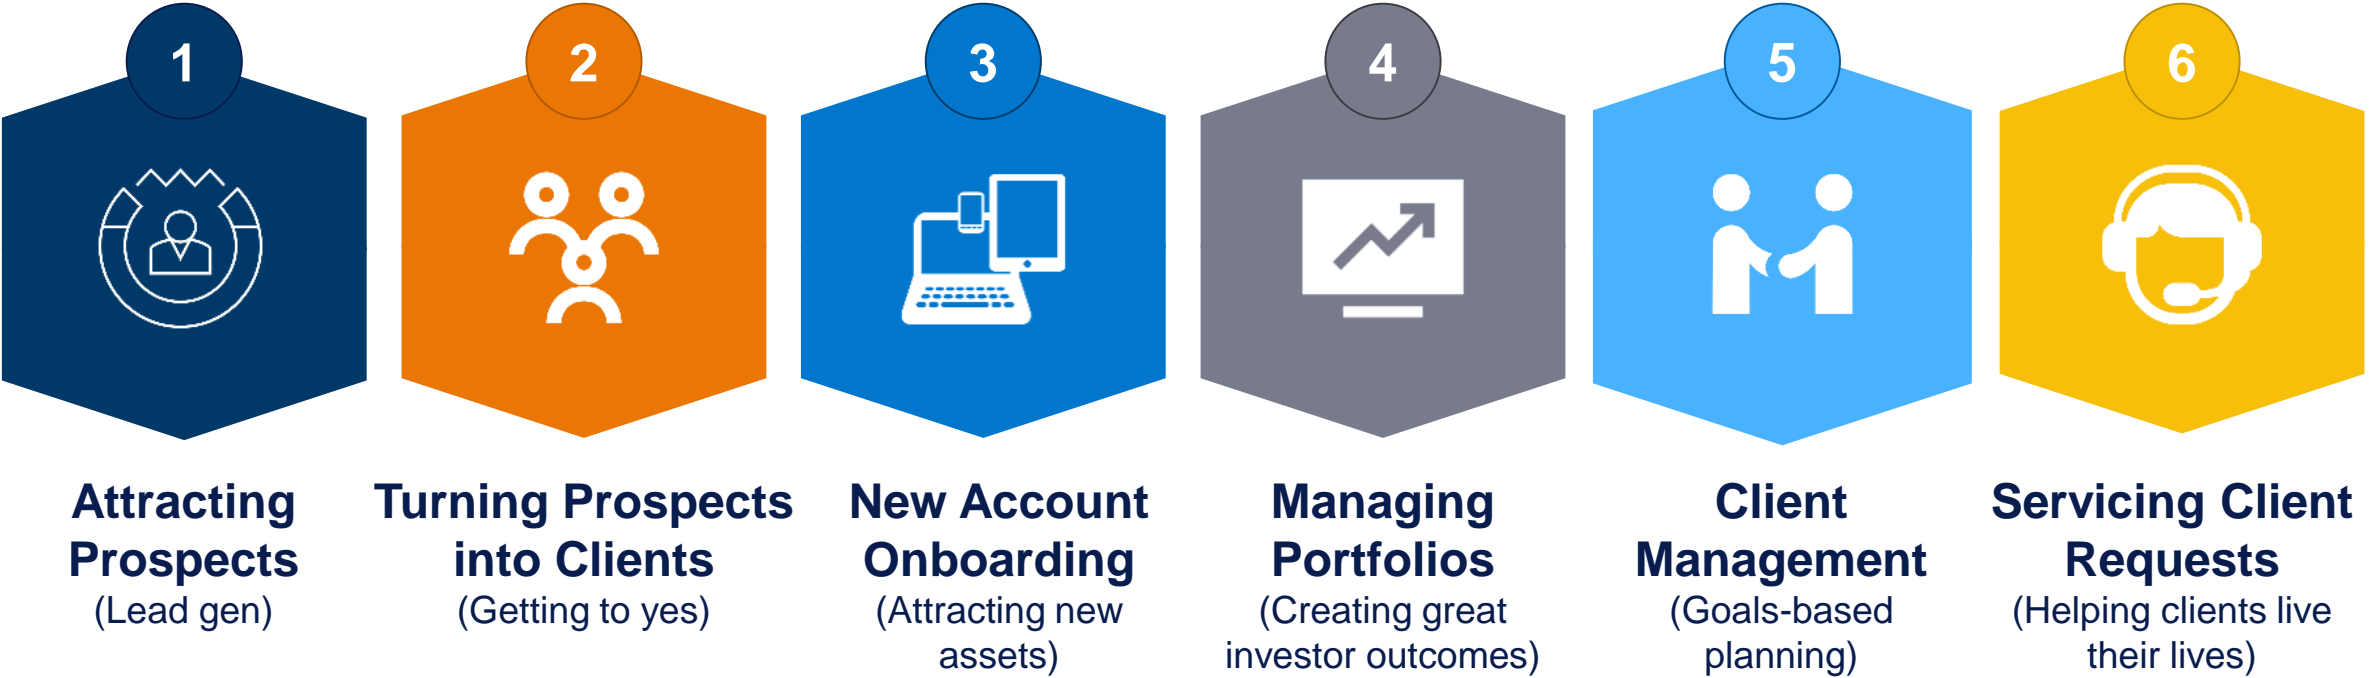 1
2
3
4
5
6
Attracting
Prospects
(Lead gen)
Turning Prospects
into Clients
(Getting to yes)
New Account
Onboarding
(Attracting new
assets)
Managing
Portfolios
(Creating great
investor outcomes)
Client
Management
(Goals-based
planning)
Servicing Client
Requests
(Helping clients live
their lives)